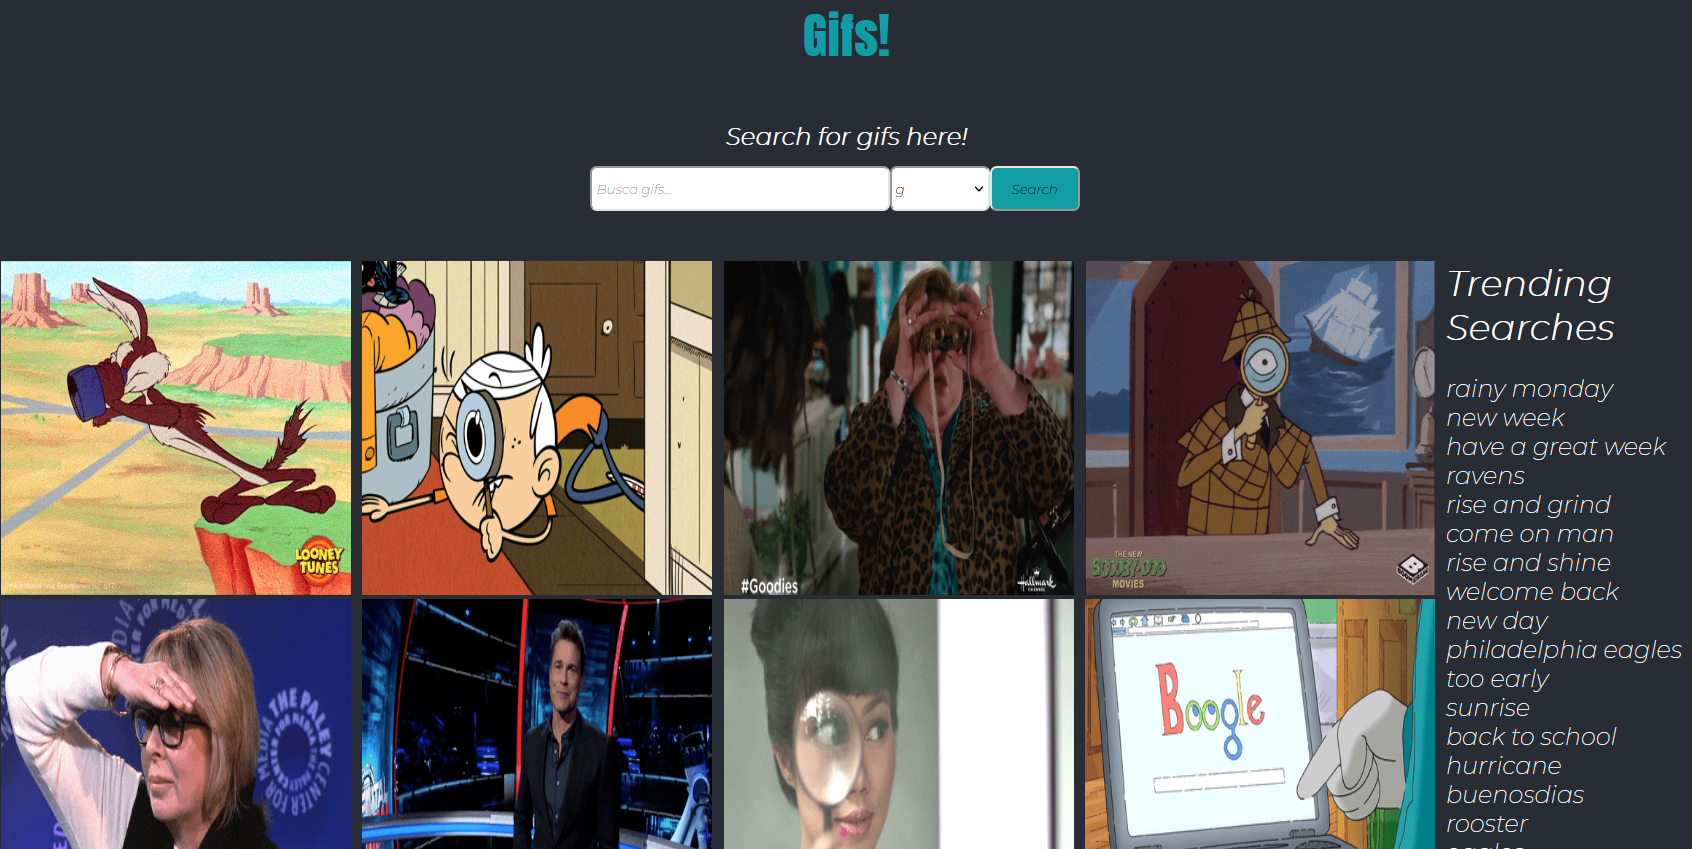 Gifs!
Search for gifs here!
Busca gifs...
g
Search
LOONEY
TUNES
#Goodies
Hallmark
CHANNEL
THE NEW
SCOOBY-DOO
MOVIES
BOOMERANG
Trending
Searches
rainy monday
new week
have a great week
ravens
rise and grind
come on man
rise and shine
welcome back
new day
philadelphia eagles
too early
sunrise
back to school
hurricane
buenosdias
rooster
eagles
THE PALEY
CENTER FOR MEDIA
Boogle